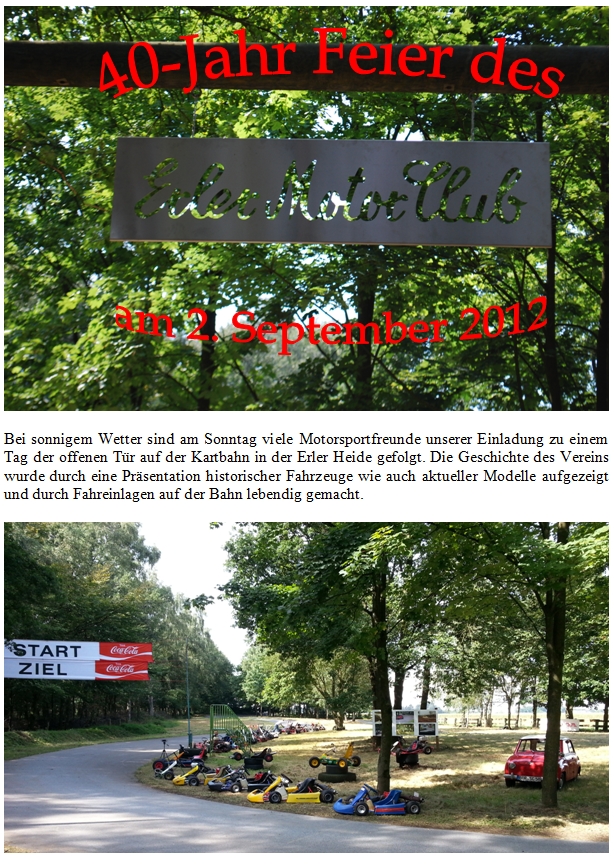 40-Jahr Feier des
Erler Motor Club
am 2. September 2012
Bei sonnigem Wetter sind am Sonntag viele Motorsportfreunde unserer Einladung zu einem
Tag der offenen Tür auf der Kartbahn in der Erler Heide gefolgt. Die Geschichte des Vereins
wurde durch eine Präsentation historischer Fahrzeuge wie auch aktueller Modelle aufgezeigt
und durch Fahreinlagen auf der Bahn lebendig gemacht.
START Coca-Cola
ZIEL Coca-Cola